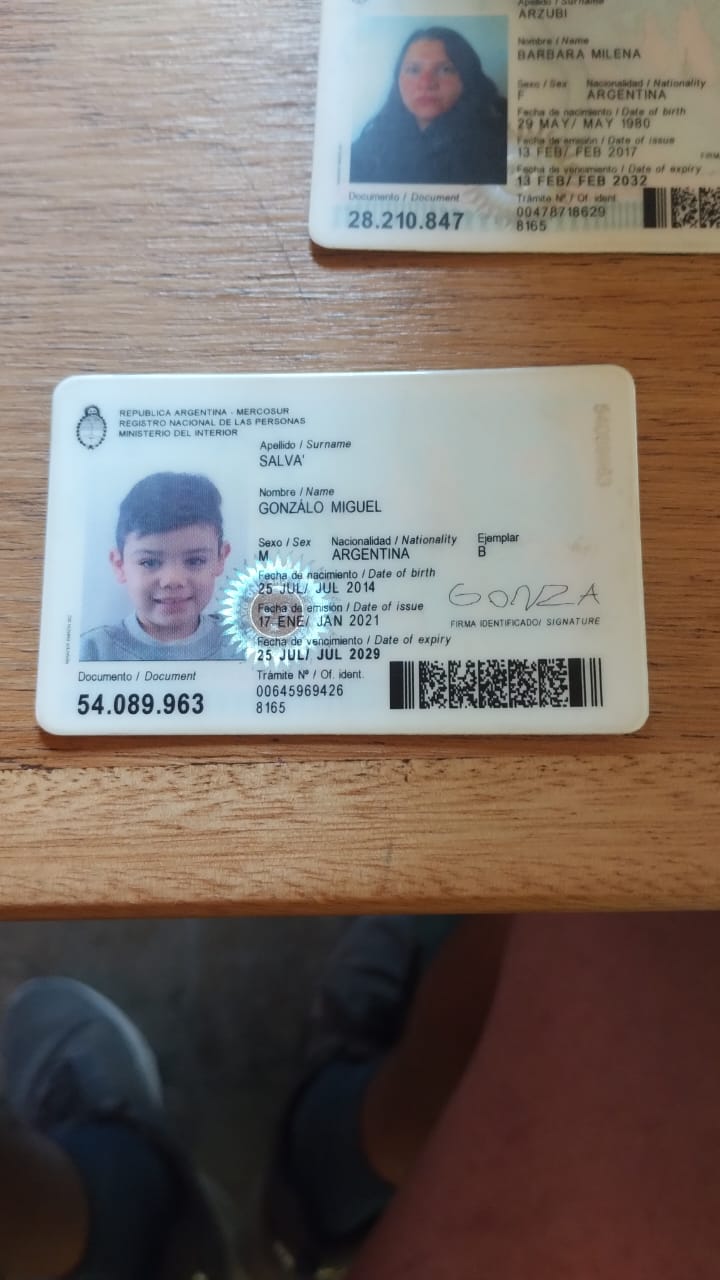 Apellido / Surname
ARZUBI
Nombre / Name
BARBARA MILENA
Sexo / Sex Nacionalidad / Nationality
F ARGENTINA
Fecha de nacimiento / Date of birth
29 MAY/ MAY 1980
Fecha de emisión / Date of issue
13 FEB/ FEB 2017
Fecha de vencimiento / Date of expiry
13 FEB/ FEB 2032
FIRMA
Documento / Document
28.210.847
Trámite Nº / Of. ident.
00478718629
8165
REPUBLICA ARGENTINA - MERCOSUR
REGISTRO NACIONAL DE LAS PERSONAS
MINISTERIO DEL INTERIOR
Apellido / Surname
SALVA'
Nombre / Name
GONZÁLO MIGUEL
Sexo / Sex Nacionalidad / Nationality Ejemplar
M ARGENTINA B
Fecha de nacimiento / Date of birth
25 JUL/ JUL 2014
Fecha de emisión / Date of issue
17 ENE/ JAN 2021
Fecha de vencimiento / Date of expiry
25 JUL/ JUL 2029
GONZA
FIRMA IDENTIFICADO/ SIGNATURE
Documento / Document
54.089.963
Trámite Nº / Of. ident.
00645969426
8165